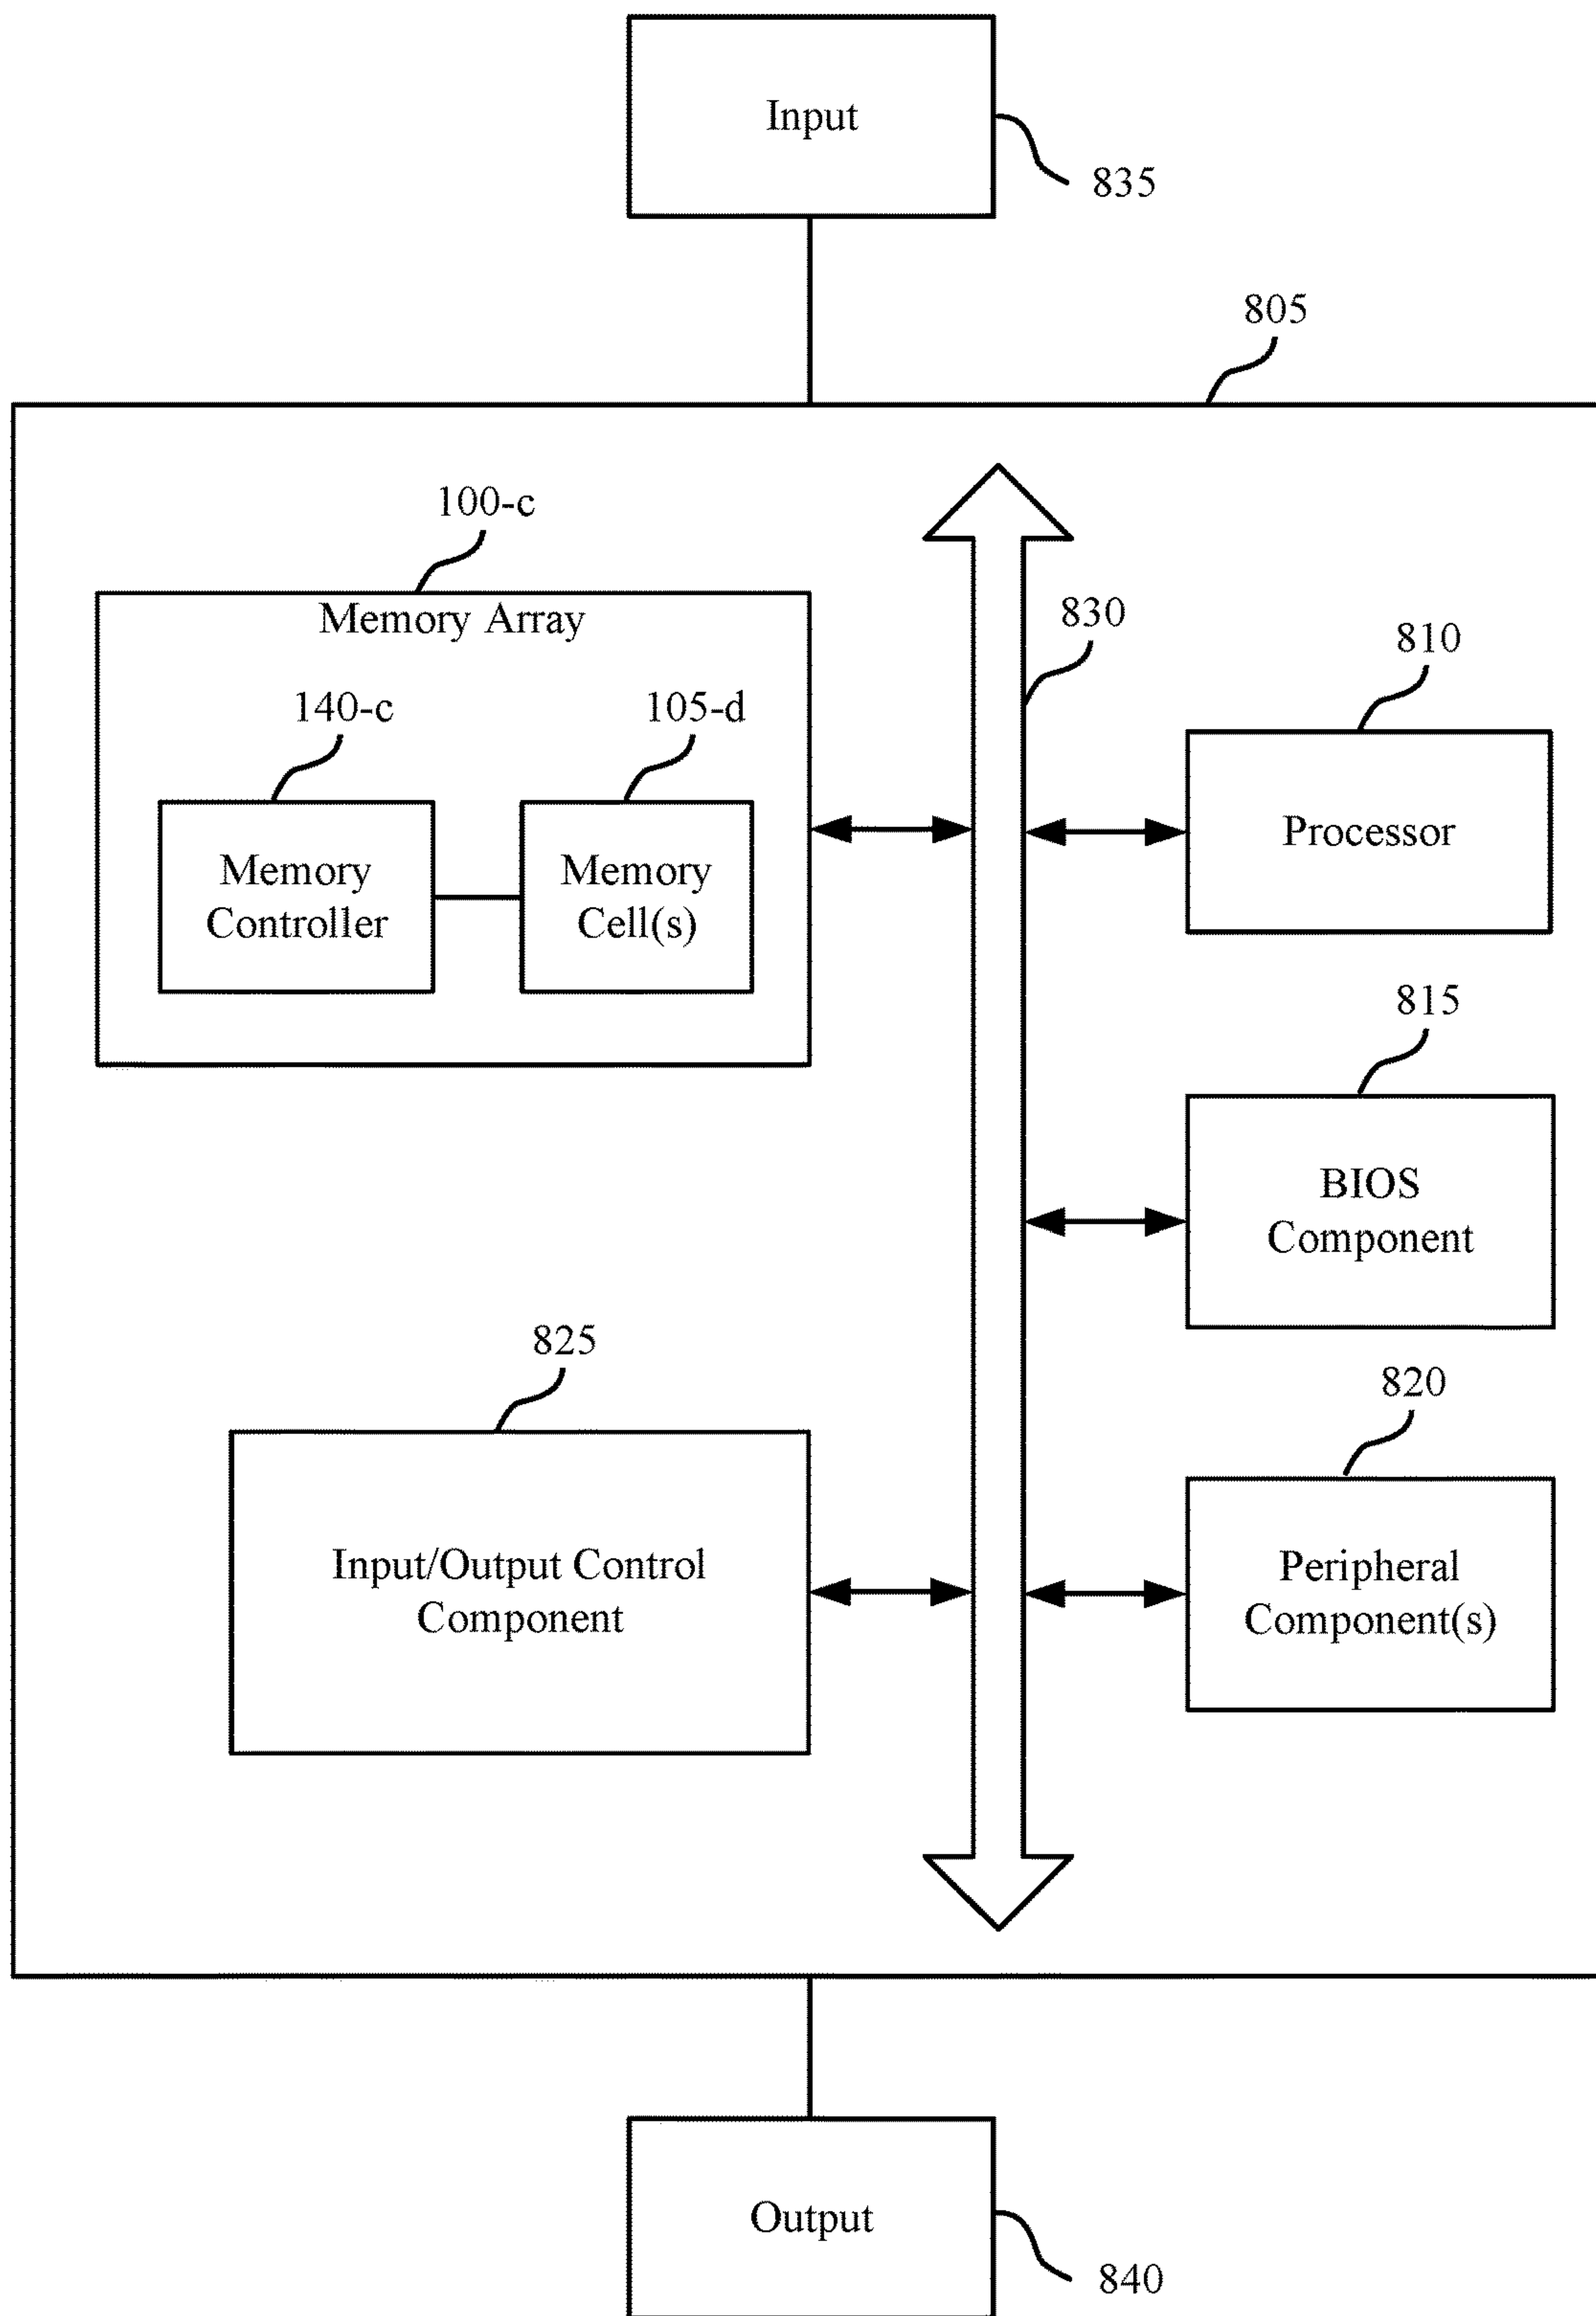 Input
835
805
100-c
Memory Array
830
810
140-c
105-d
Processor
Memory
Controller
Memory
Cell(s)
815
BIOS
Component
825
820
Input/Output Control
Component
Peripheral
Component(s)
Output
840